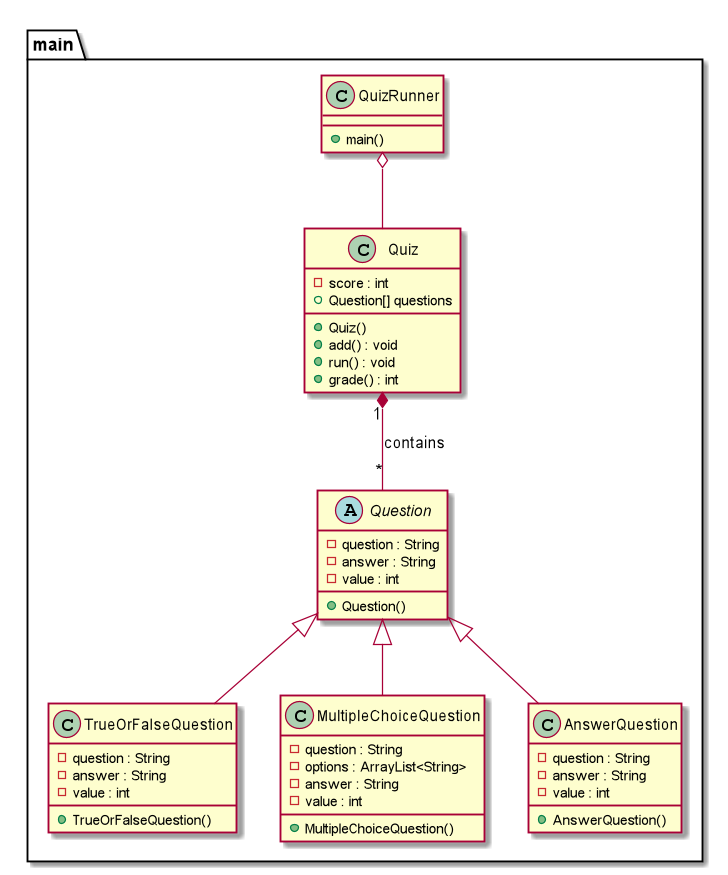 main
C QuizRunner
main()
C Quiz
score : int
Question[] questions
Quiz()
add() : void
run() : void
grade() : int
1
contains
*
A Question
question : String
answer : String
value : int
Question()
C TrueOrFalseQuestion
question : String
answer : String
value : int
TrueOrFalseQuestion()
C MultipleChoiceQuestion
question : String
options : ArrayList<String>
answer : String
value : int
MultipleChoiceQuestion()
C AnswerQuestion
question : String
answer : String
value : int
AnswerQuestion()